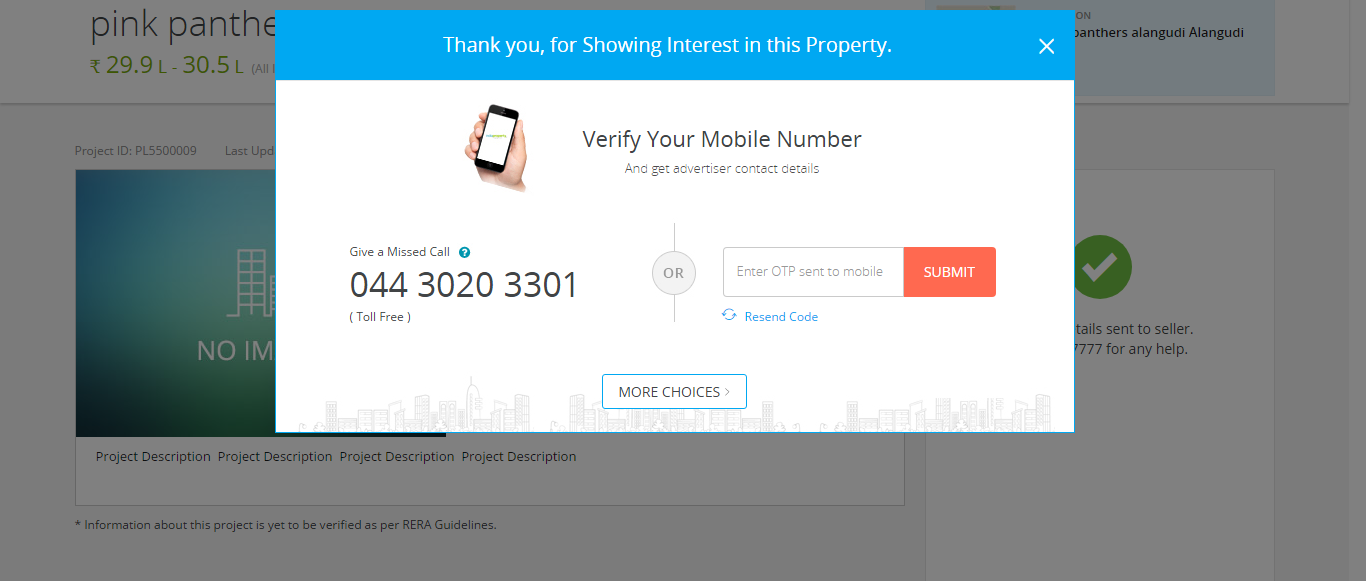 pink panthe
₹ 29.9 L - 30.5 L (All I
ON
panthers alangudi Alangudi
Thank you, for Showing Interest in this Property.
Project ID: PL5500009 Last Upd
Verify Your Mobile Number
And get advertiser contact details
Give a Missed Call ?
044 3020 3301
( Toll Free )
OR
Enter OTP sent to mobile
SUBMIT
Resend Code
NO IM
tails sent to seller.
7777 for any help.
MORE CHOICES >
Project Description Project Description Project Description Project Description
* Information about this project is yet to be verified as per RERA Guidelines.